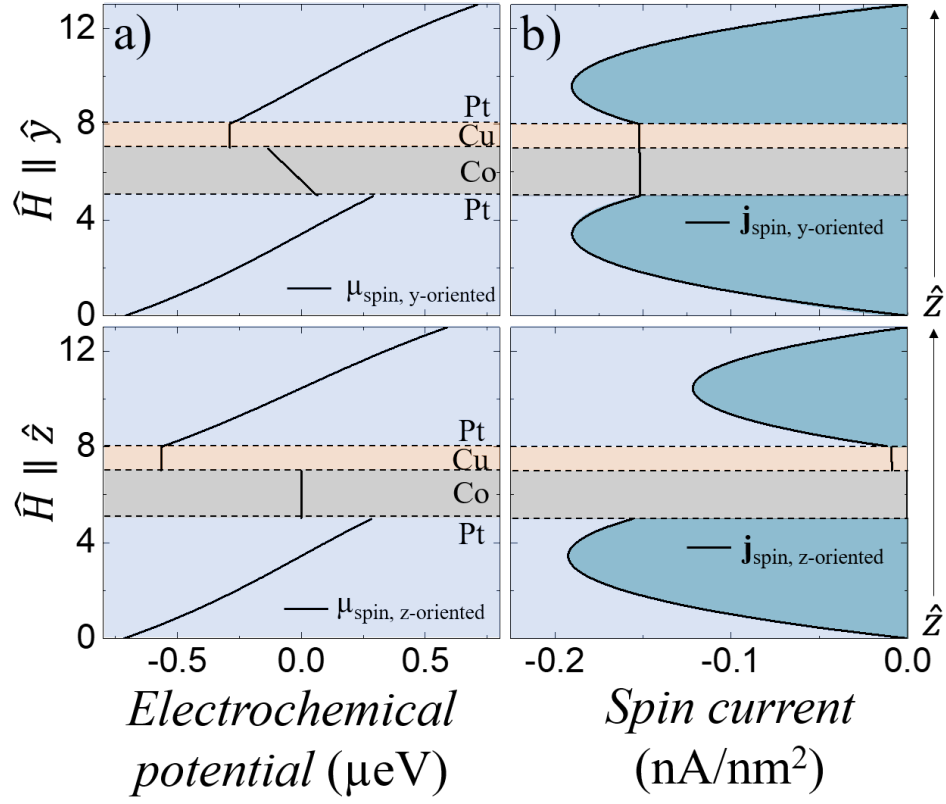 a)
b)
12
8
4
0
Ĥ ∥ ŷ
Pt
Cu
Co
Pt
μspin, y-oriented
jspin, y-oriented
ẑ
12
8
4
0
Ĥ ∥ ẑ
Pt
Cu
Co
Pt
μspin, z-oriented
jspin, z-oriented
ẑ
-0.5 0.0 0.5
-0.2 -0.1 0.0
Electrochemical
potential (μeV)
Spin current
(nA/nm²)